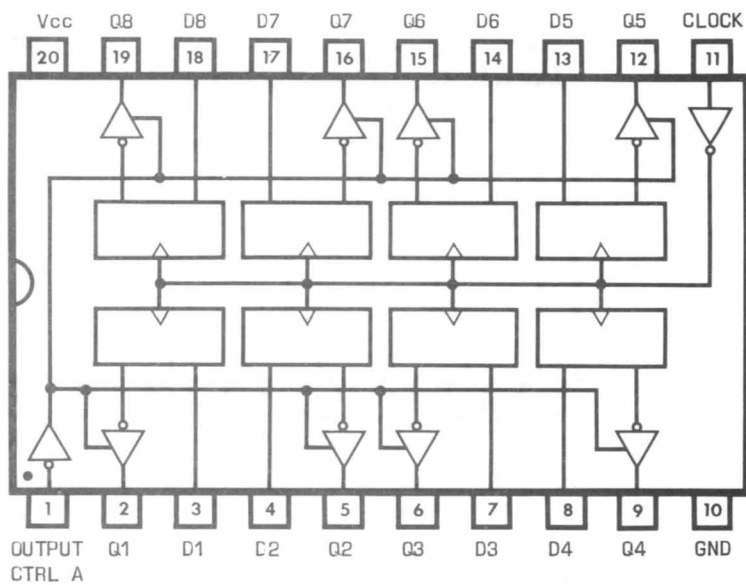 Vcc Q8 D8 D7 Q7 Q6 D6 D5 Q5 CLOCK
20 19 18 17 16 15 14 13 12 11
1 2 3 4 5 6 7 8 9 10
OUTPUT Q1 D1 D2 Q2 Q3 D3 D4 Q4 GND
CTRL A